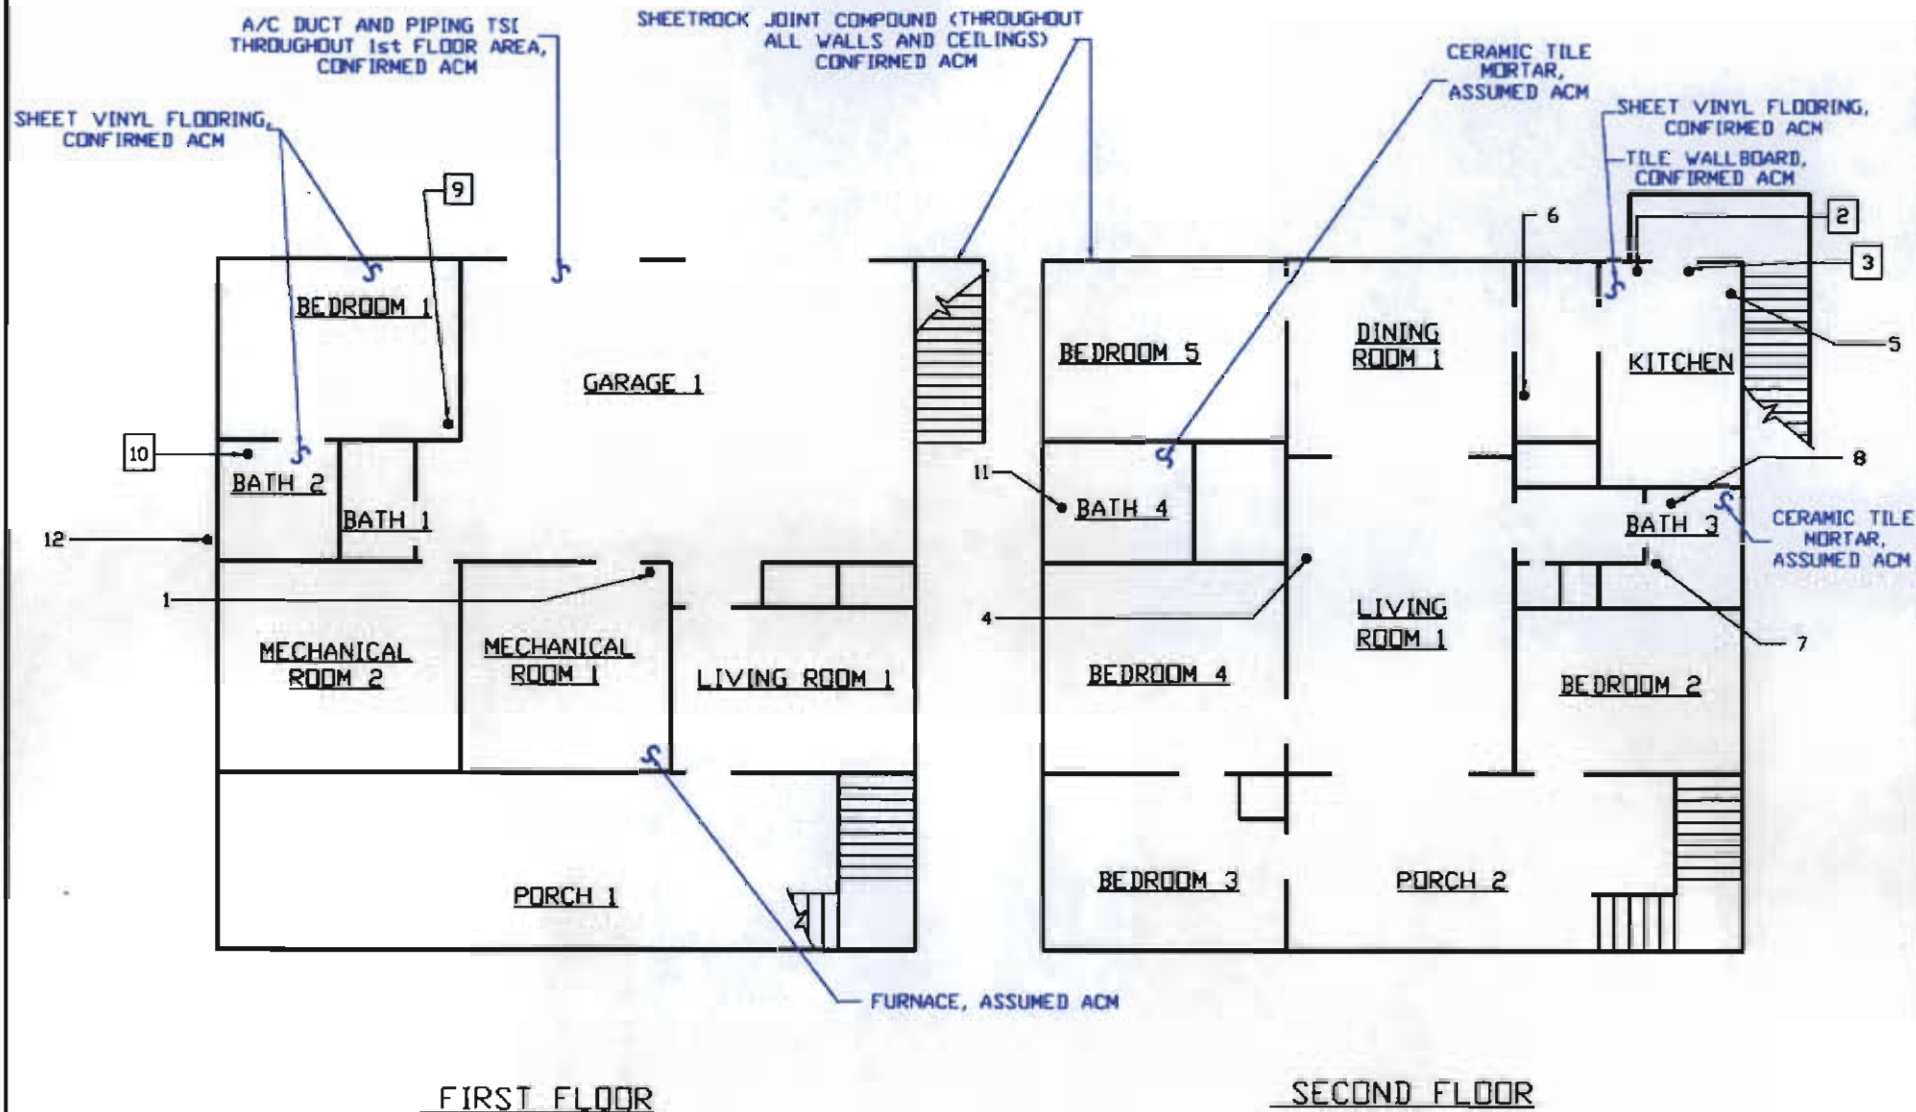 A/C DUCT AND PIPING TSI
THROUGHOUT 1st FLOOR AREA,
CONFIRMED ACM
SHEETROCK JOINT COMPOUND (THROUGHOUT
ALL WALLS AND CEILINGS)
CONFIRMED ACM
CERAMIC TILE
MORTAR,
ASSUMED ACM
SHEET VINYL FLOORING,
CONFIRMED ACM
SHEET VINYL FLOORING,
CONFIRMED ACM
TILE WALLBOARD,
CONFIRMED ACM
9
6
2
3
5
BEDROOM 1
GARAGE 1
BEDROOM 5
DINING
ROOM 1
KITCHEN
10
BATH 2
BATH 1
12
1
11
BATH 4
8
BATH 3
CERAMIC TILE
MORTAR,
ASSUMED ACM
4
7
MECHANICAL
ROOM 2
MECHANICAL
ROOM 1
LIVING ROOM 1
LIVING
ROOM 1
BEDROOM 4
BEDROOM 2
PORCH 1
BEDROOM 3
PORCH 2
FURNACE, ASSUMED ACM
FIRST FLOOR
SECOND FLOOR